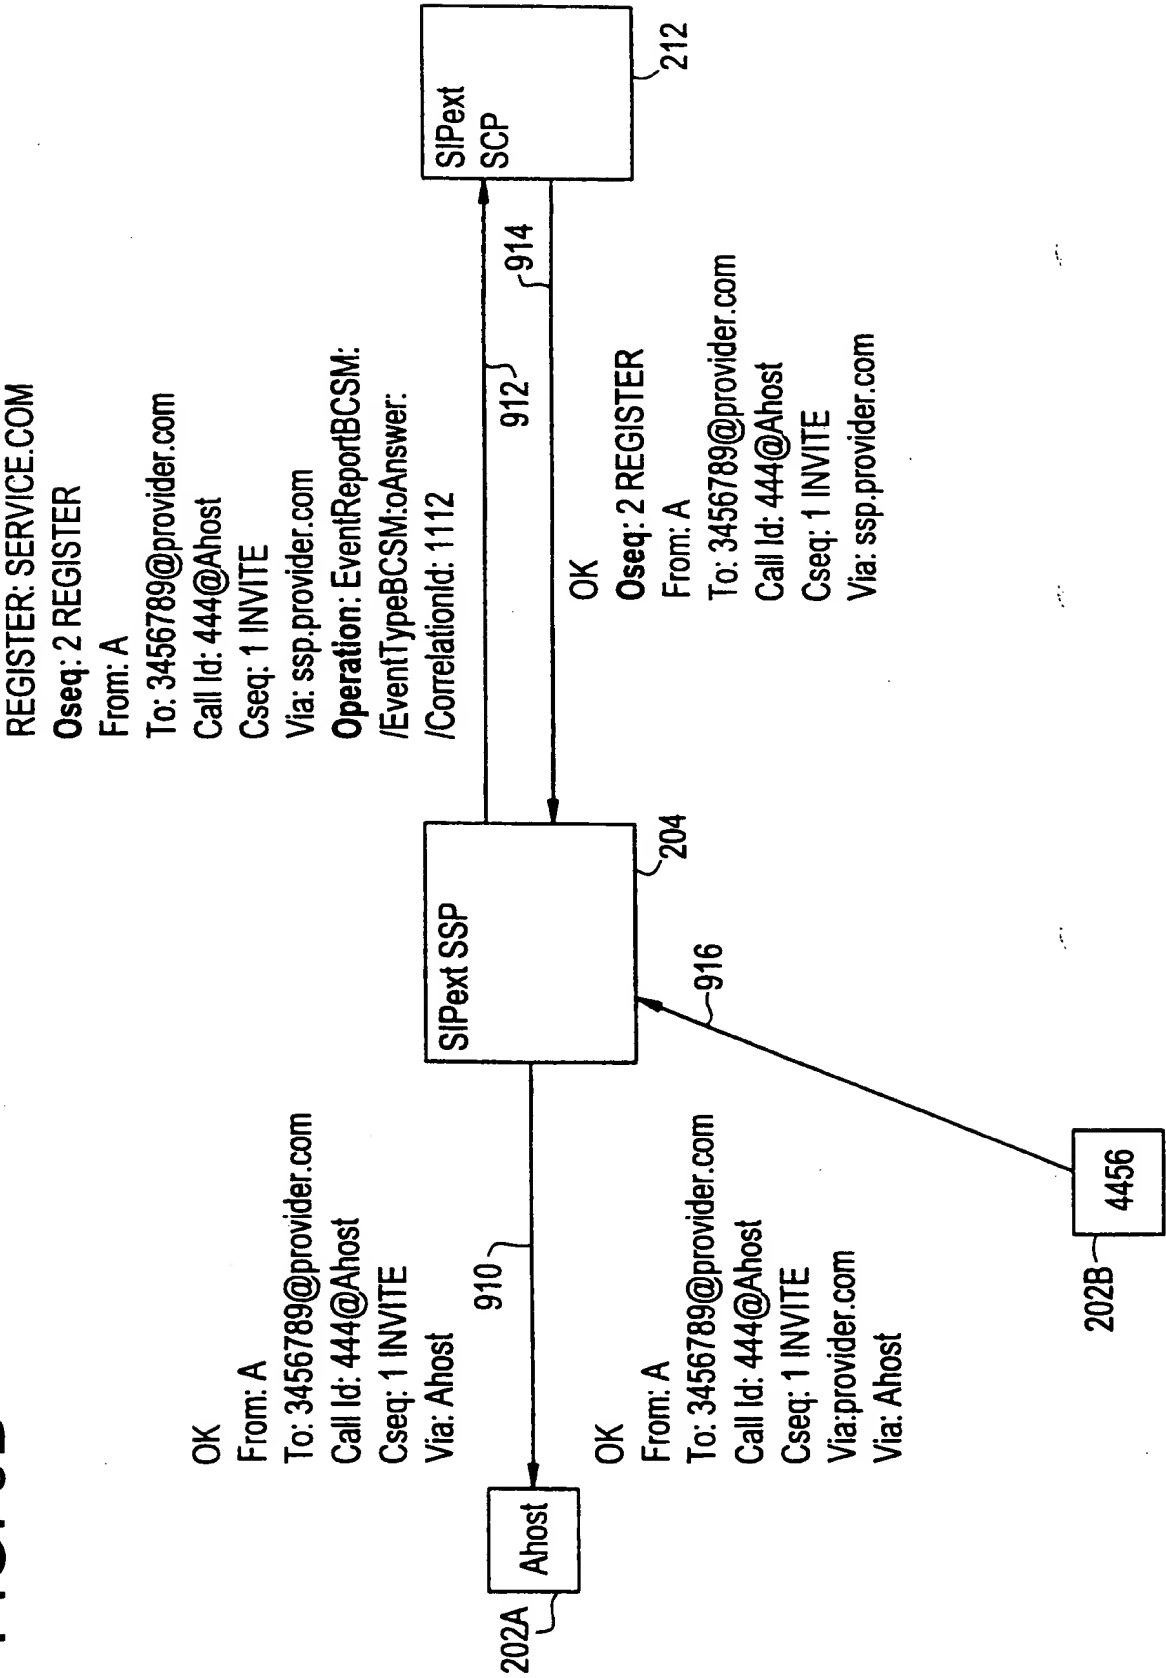 REGISTER: SERVICE.COM
Oseq: 2 REGISTER
From: A
To: 3456789@provider.com
Call Id: 444@Ahost
Cseq: 1 INVITE
Via: ssp.provider.com
Operation: EventReportBCSM:
/EventTypeBCSM:oAnswer:
/CorrelationId: 1112
OK
From: A
To: 3456789@provider.com
Call Id: 444@Ahost
Cseq: 1 INVITE
Via: Ahost
910
912
914
SIPext
SCP
212
SIPext SSP
204
Ahost
202A
OK
Oseq: 2 REGISTER
From: A
To: 3456789@provider.com
Call Id: 444@Ahost
Cseq: 1 INVITE
Via: ssp.provider.com
OK
From: A
To: 3456789@provider.com
Call Id: 444@Ahost
Cseq: 1 INVITE
Via:provider.com
Via: Ahost
916
4456
202B